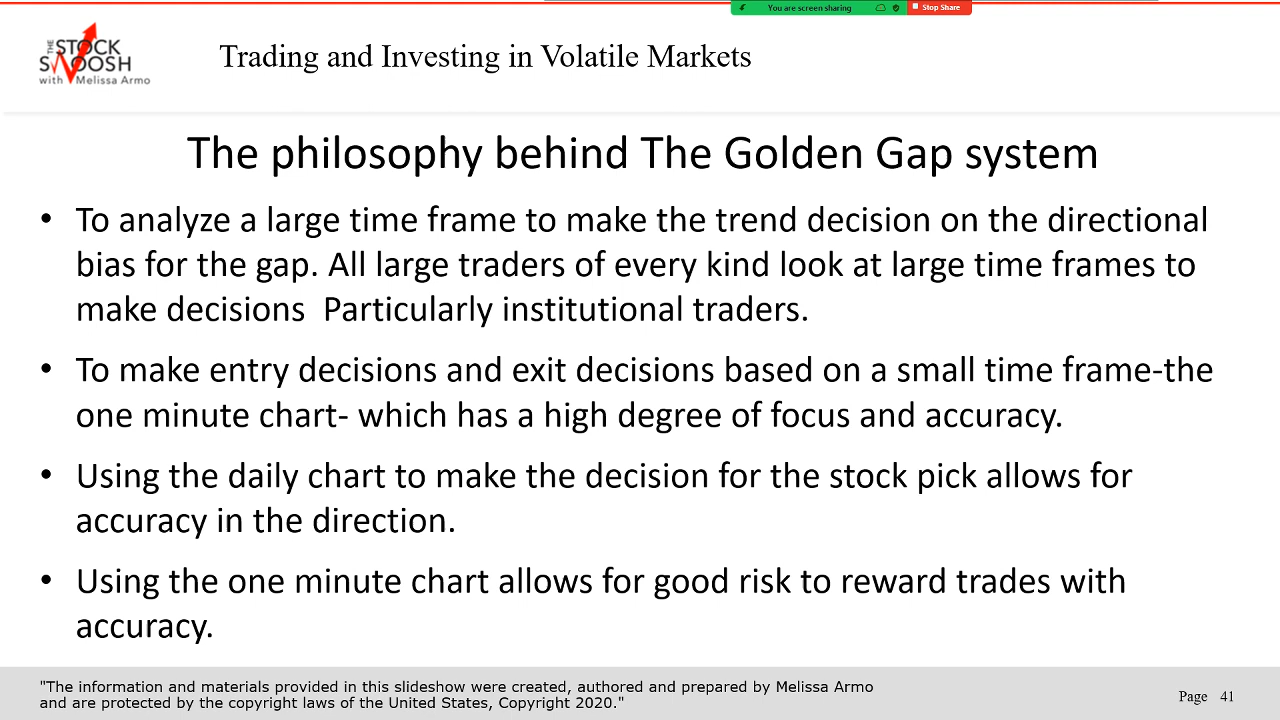 You are screen sharing
Stop Share
THE STOCK
SWOOSH
with Melissa Armo
Trading and Investing in Volatile Markets
The philosophy behind The Golden Gap system
• To analyze a large time frame to make the trend decision on the directional
bias for the gap. All large traders of every kind look at large time frames to
make decisions  Particularly institutional traders.
• To make entry decisions and exit decisions based on a small time frame-the
one minute chart- which has a high degree of focus and accuracy.
• Using the daily chart to make the decision for the stock pick allows for
accuracy in the direction.
• Using the one minute chart allows for good risk to reward trades with
accuracy.
"The information and materials provided in this slideshow were created, authored and prepared by Melissa Armo
and are protected by the copyright laws of the United States, Copyright 2020."
Page 41